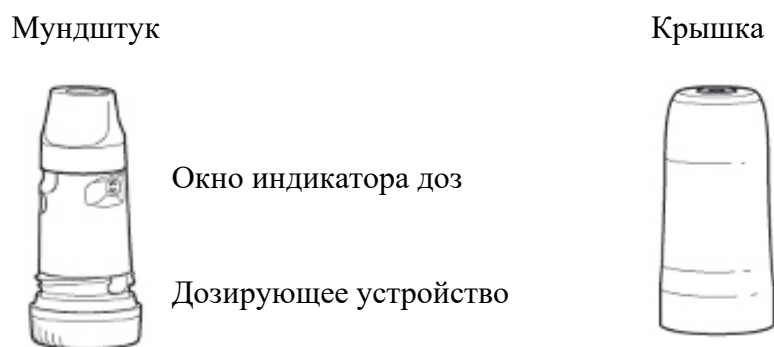 Мундштук
Крышка
Окно индикатора доз
Дозирующее устройство